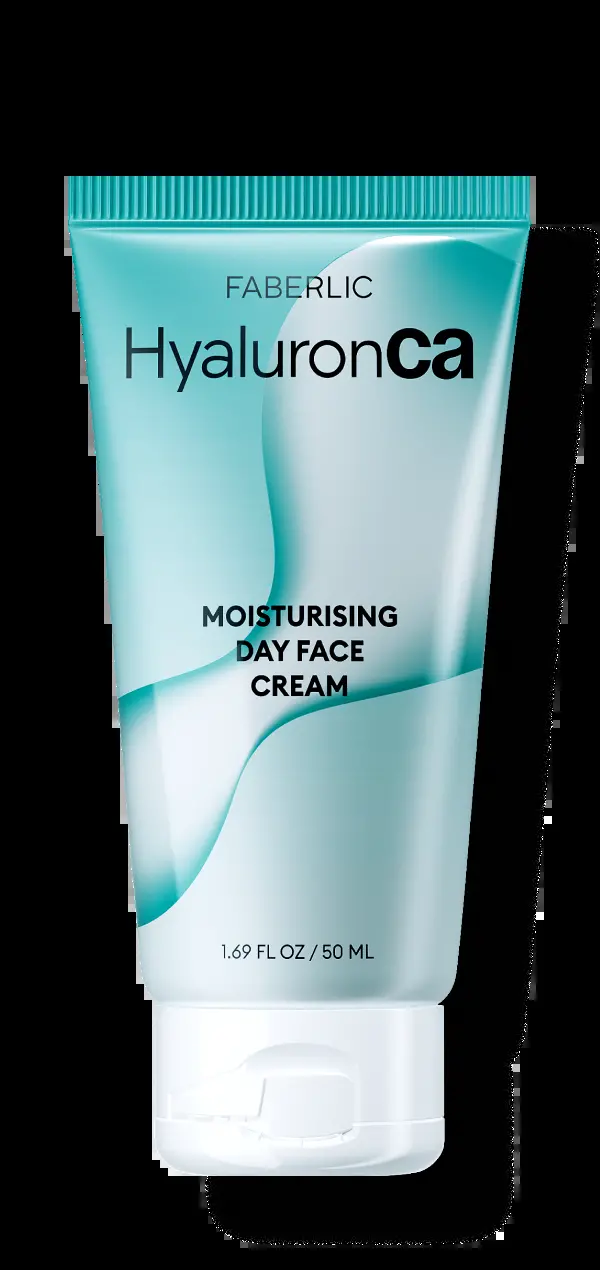 FABERLIC
HyaluronCa
MOISTURISING
DAY FACE
CREAM
1.69 FL OZ / 50 ML